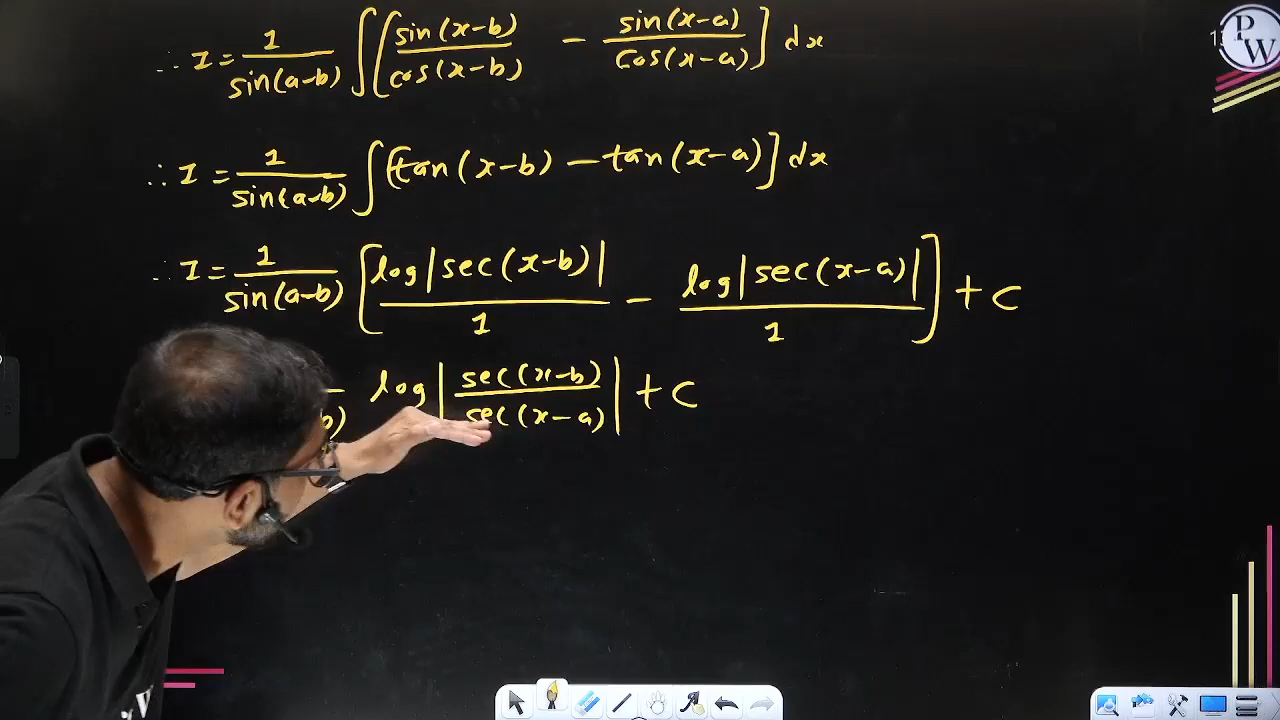 ∴ I = 1/sin(a-b) ∫[sin(x-b)/cos(x-b) - sin(x-a)/cos(x-a)] dx
∴ I = 1/sin(a-b) ∫[tan(x-b) - tan(x-a)] dx
∴ I = 1/sin(a-b) [log|sec(x-b)|/1 - log|sec(x-a)|/1] + c
log|sec(x-b)/sec(x-a)| + c
PW
W